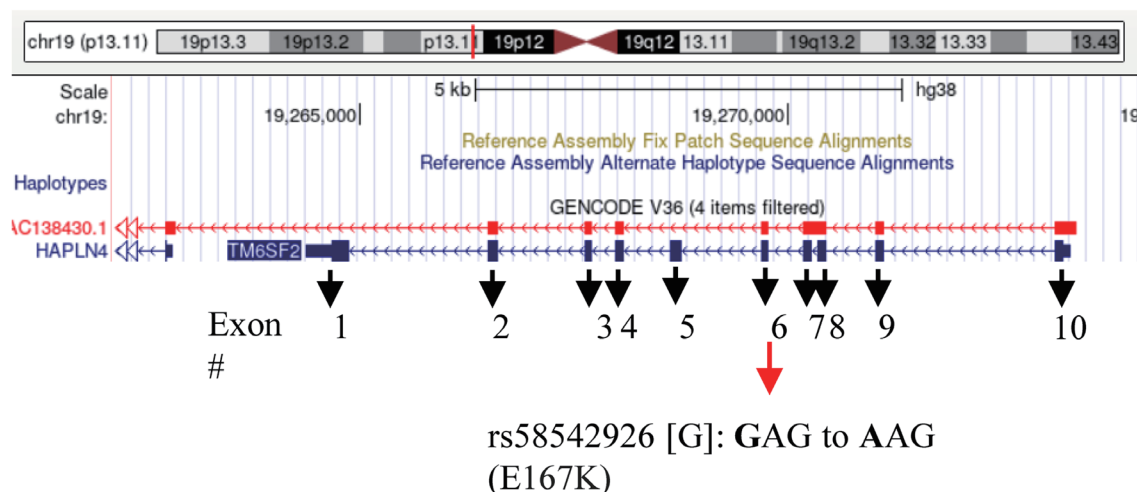 chr19 (p13.11) 19p13.3 19p13.2 p13.11 19p12 19q12 13.11 19q13.2 13.32 13.33 13.43
Scale 5 kb hg38
chr19: 19,265,000 19,270,000 19
Reference Assembly Fix Patch Sequence Alignments
Reference Assembly Alternate Haplotype Sequence Alignments
Haplotypes
GENCODE V36 (4 items filtered)
AC138430.1
HAPLN4 TM6SF2
Exon 1 2 3 4 5 6 7 8 9 10
#
rs58542926 [G]: GAG to AAG
(E167K)